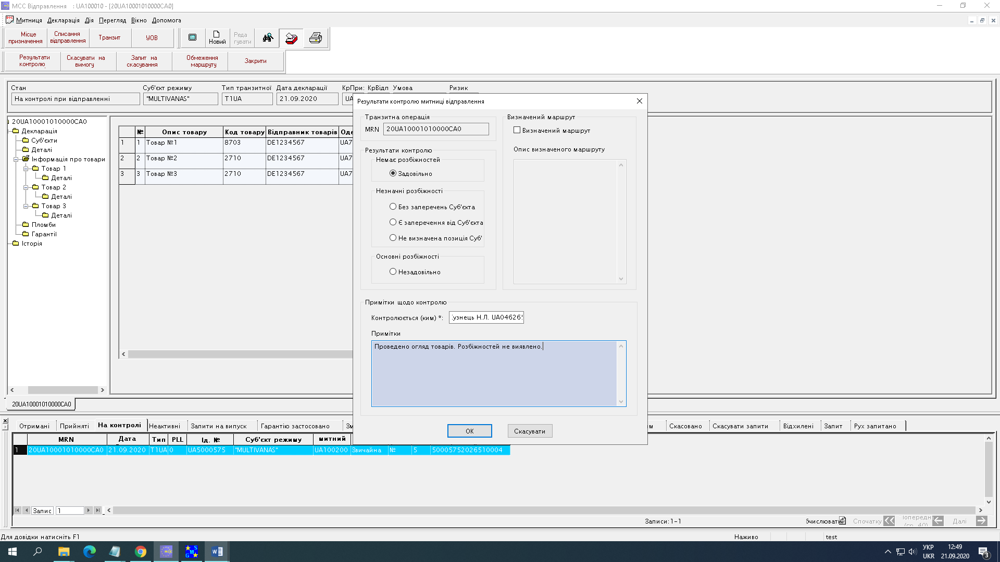 МСС Відправлення : UA100010 - [20UA10001010000CA0]
Митниця Декларація Дія Перегляд Вікно Допомога
Місце призначення
Списання відправлення
Транзит
УОВ
Новий
Реда гувати
Результати контролю
Скасувати на вимогу
Запит на скасування
Обмеження маршруту
Закрити
Стан
Суб'єкт режиму
Тип транзитної
Дата декларації
КрПри:
КрВідп
Умова
Ризик
На контролі при відправленні
"MULTIVANAS"
T1UA
21.09.2020
UA
20UA10001010000CA0
Декларація
Суб'єкти
Деталі
Інформація про товари
Товар 1
Деталі
Товар 2
Деталі
Товар 3
Деталі
Пломби
Гарантії
Історія
№ Опис товару Код товару Відправник товарів Оде
1 1 Товар №1 8703 DE1234567 UA7
2 2 Товар №2 2710 DE1234567 UA7
3 3 Товар №3 2710 DE1234567 UA7
20UA10001010000CA0
Результати контролю митниці відправлення
Транзитна операція
MRN 20UA10001010000CA0
Результати контролю
Немає розбіжностей
Задовільно
Незначні розбіжності
Без заперечень Суб'єкта
Є заперечення від Суб'єкта
Не визначена позиція Суб'
Основні розбіжності
Незадовільно
Визначений маршрут
Визначений маршрут
Опис визначеного маршруту
Примітки щодо контролю
Контролюється (ким) *: узнець Н.Л. UA04626
Примітки
Проведено огляд товарів. Розбіжностей не виявлено.
OK
Скасувати
Отримані Прийняті На контролі Неактивні Запити на випуск Гарантію застосовано Зм м Скасовано Скасувати запити Відхилені Запит Рух запитано
MRN Дата Тип PLL Ід. № Суб'єкт режиму митний
1 20UA10001010000CA0 21.09.2020 T1UA 0 UA5000575 "MULTIVANAS" UA100200 Звичайна № 5 50005752026510004
Запис 1
Записи:1-1
числювати
Спочатку
(гр. 40)
Далі
Для довідки натисніть F1
Наживо
test
УКР
UKR
12:49
21.09.2020
3